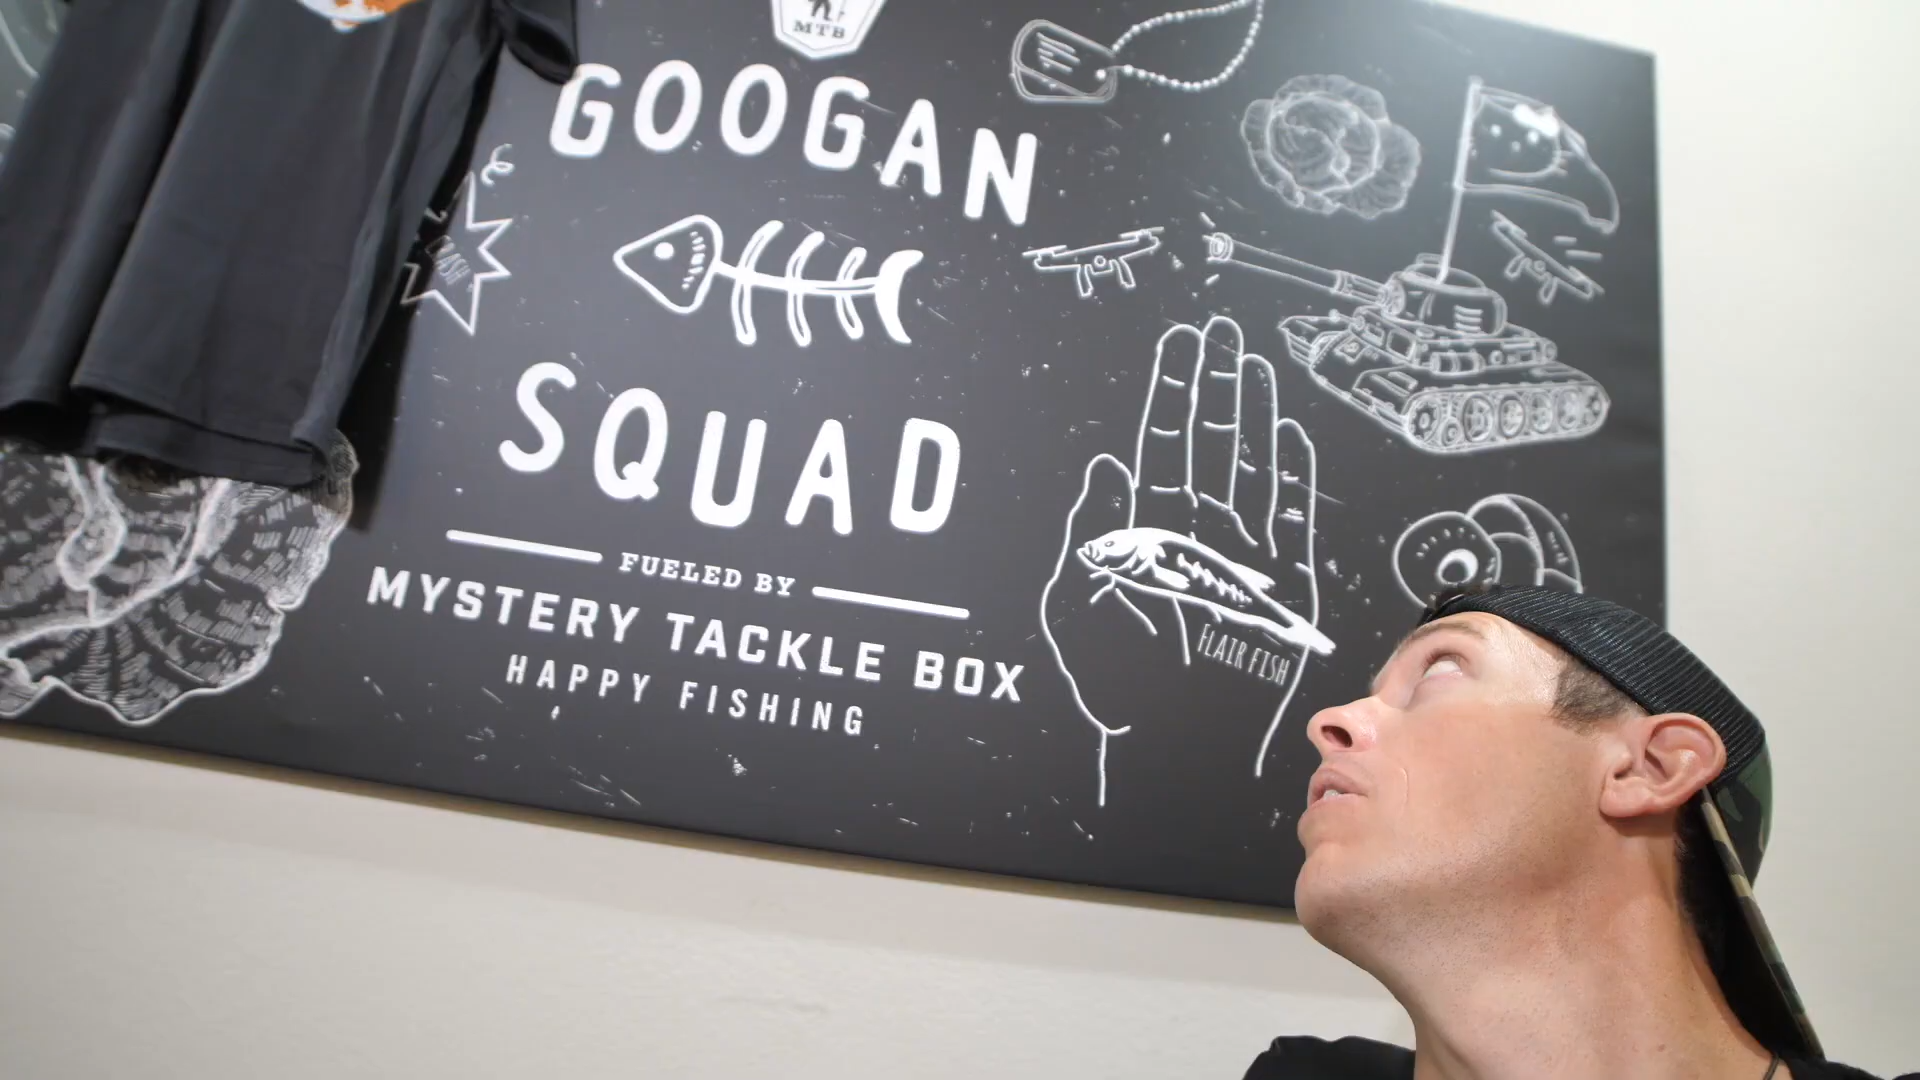 MTB
GOOGAN
SQUAD
FUELED BY
MYSTERY TACKLE BOX
HAPPY FISHING
FLAIR FISH